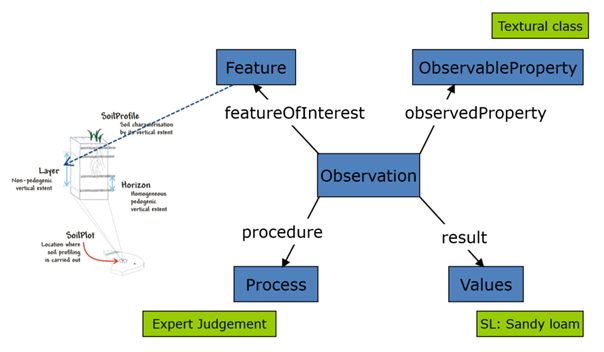 Textural class
Feature
ObservableProperty
featureOfInterest
observedProperty
SoilProfile
Soil characterisation
by its vertical extent
Layer
Non-pedogenic
vertical extent
Horizon
Homogeneous
pedogenic
vertical extent
Observation
SoilPlot
Location where
soil profiling
is carried out
procedure
result
Process
Values
Expert Judgement
SL: Sandy loam